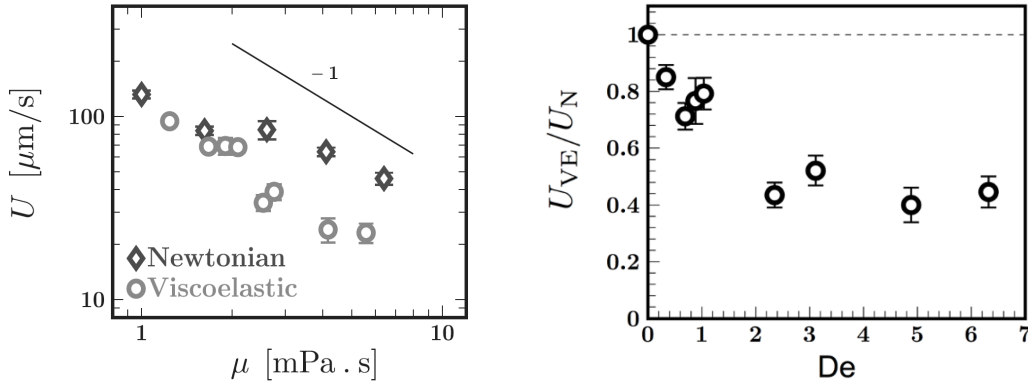 U [μm/s]
100
10
−1
Newtonian
Viscoelastic
1
10
μ [mPa . s]
U_VE/U_N
1
0.8
0.6
0.4
0.2
0
0 1 2 3 4 5 6 7
De